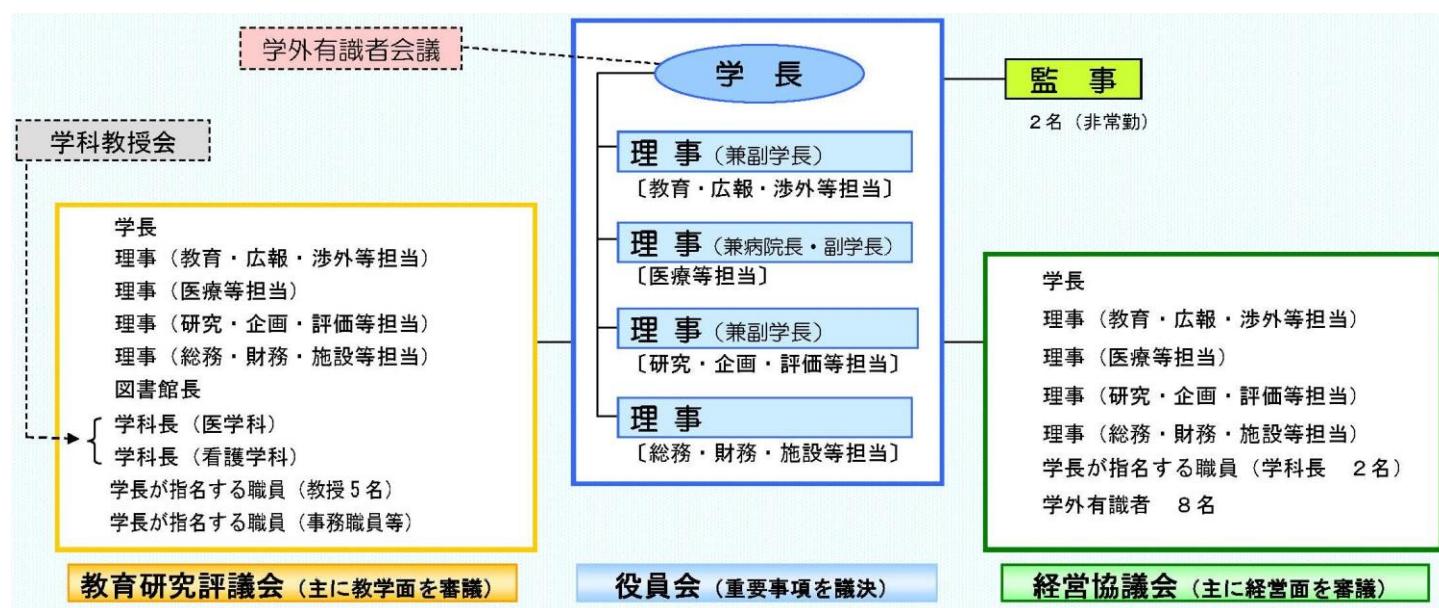 学外有識者会議
学科教授会
学長
理事（教育・広報・渉外等担当）
理事（医療等担当）
理事（研究・企画・評価等担当）
理事（総務・財務・施設等担当）
図書館長
学科長（医学科）
学科長（看護学科）
学長が指名する職員（教授５名）
学長が指名する職員（事務職員等）
教育研究評議会（主に教学面を審議）
学 長
理 事（兼副学長）
〔教育・広報・渉外等担当〕
理 事（兼病院長・副学長）
〔医療等担当〕
理 事（兼副学長）
〔研究・企画・評価等担当〕
理 事
〔総務・財務・施設等担当〕
役員会（重要事項を議決）
監 事
２名（非常勤）
学長
理事（教育・広報・渉外等担当）
理事（医療等担当）
理事（研究・企画・評価等担当）
理事（総務・財務・施設等担当）
学長が指名する職員（学科長　２名）
学外有識者　８名
経営協議会（主に経営面を審議）